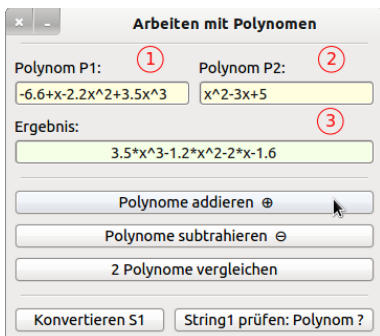 Arbeiten mit Polynomen
Polynom P1: ① Polynom P2: ②
-6.6+x-2.2x^2+3.5x^3 x^2-3x+5
Ergebnis: ③
3.5*x^3-1.2*x^2-2*x-1.6
Polynome addieren ⊕
Polynome subtrahieren ⊖
2 Polynome vergleichen
Konvertieren S1 String1 prüfen: Polynom ?